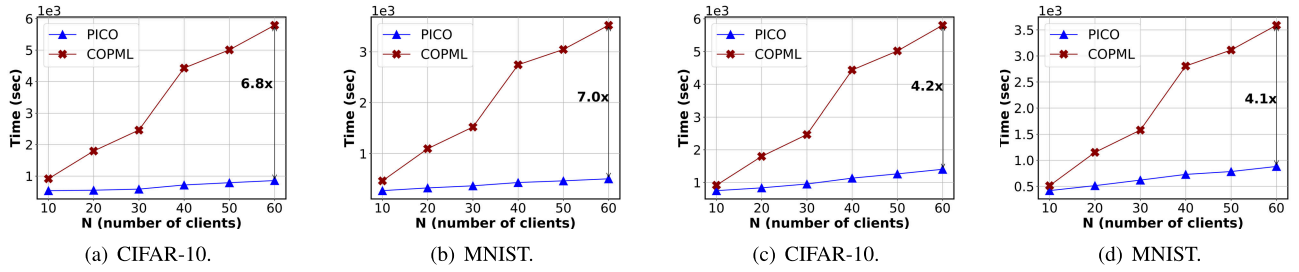 1e3
6
5
4
3
2
1
Time (sec)
PICO
COPML
6.8x
10 20 30 40 50 60
N (number of clients)
(a) CIFAR-10.
1e3
3
2
1
Time (sec)
PICO
COPML
7.0x
10 20 30 40 50 60
N (number of clients)
(b) MNIST.
1e3
6
5
4
3
2
1
Time (sec)
PICO
COPML
4.2x
10 20 30 40 50 60
N (number of clients)
(c) CIFAR-10.
1e3
3.5
3.0
2.5
2.0
1.5
1.0
0.5
Time (sec)
PICO
COPML
4.1x
10 20 30 40 50 60
N (number of clients)
(d) MNIST.